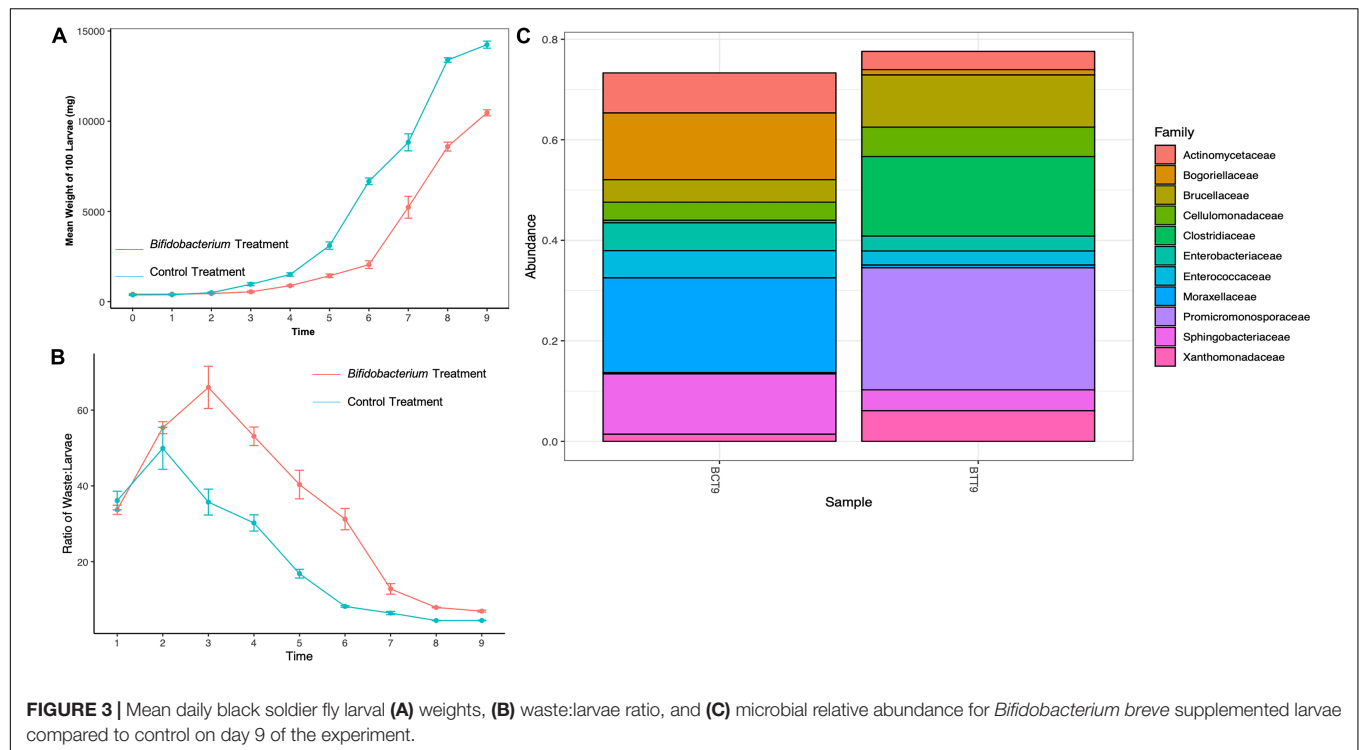 A
15000
10000
5000
0
Mean Weight of 100 Larvae (mg)
Bifidobacterium Treatment
Control Treatment
0 1 2 3 4 5 6 7 8 9
Time
B
60
40
20
Ratio of Waste:Larvae
Bifidobacterium Treatment
Control Treatment
1 2 3 4 5 6 7 8 9
Time
C
0.8
0.6
0.4
0.2
0.0
Abundance
BCT9 BTT9
Sample
Family
Actinomycetaceae
Bogoriellaceae
Brucellaceae
Cellulomonadaceae
Clostridiaceae
Enterobacteriaceae
Enterococcaceae
Moraxellaceae
Promicromonosporaceae
Sphingobacteriaceae
Xanthomonadaceae
FIGURE 3 | Mean daily black soldier fly larval (A) weights, (B) waste:larvae ratio, and (C) microbial relative abundance for Bifidobacterium breve supplemented larvae
compared to control on day 9 of the experiment.